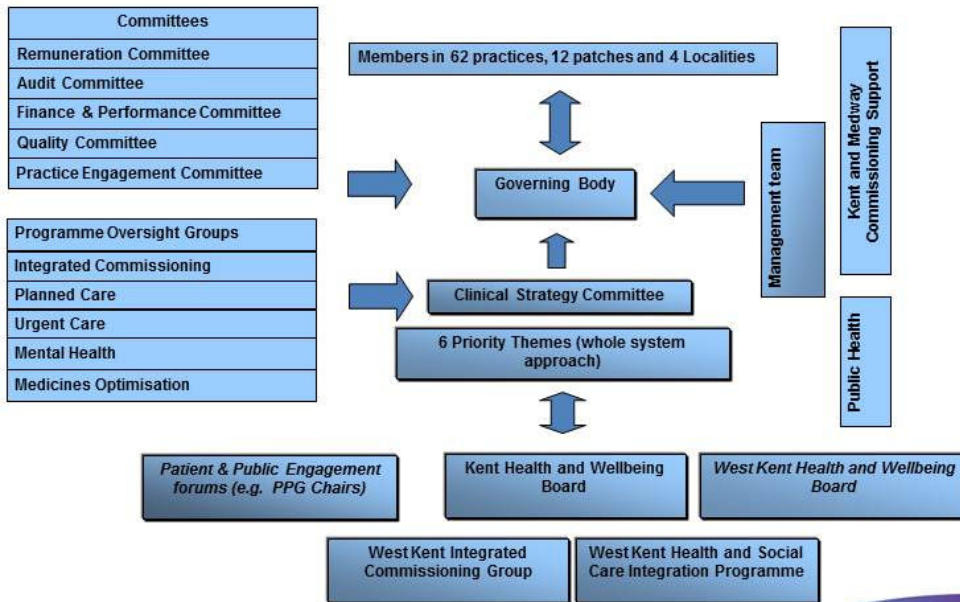 Committees
Remuneration Committee
Audit Committee
Finance & Performance Committee
Quality Committee
Practice Engagement Committee
Programme Oversight Groups
Integrated Commissioning
Planned Care
Urgent Care
Mental Health
Medicines Optimisation
Members in 62 practices, 12 patches and 4 Localities
Governing Body
Clinical Strategy Committee
6 Priority Themes (whole system
approach)
Management team
Kent and Medway
Commissioning Support
Public Health
Patient & Public Engagement
forums (e.g. PPG Chairs)
Kent Health and Wellbeing
Board
West Kent Health and Wellbeing
Board
West Kent Integrated
Commissioning Group
West Kent Health and Social
Care Integration Programme